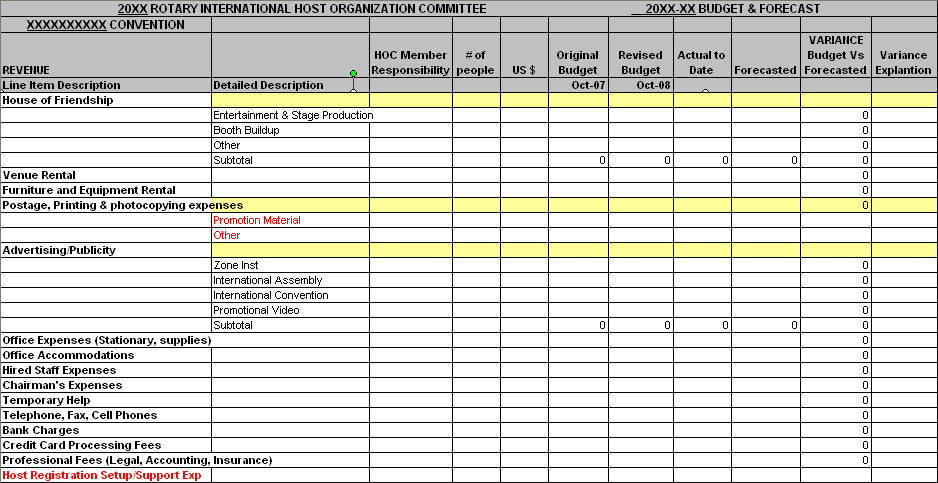 20XX ROTARY INTERNATIONAL HOST ORGANIZATION COMMITTEE 20XX-XX BUDGET & FORECAST
XXXXXXXXXX CONVENTION
REVENUE HOC Member Responsibility # of people US $ Original Budget Revised Budget Actual to Date Forecasted VARIANCE Budget Vs Forecasted Variance Explantion
Line Item Description Detailed Description Oct-07 Oct-08
House of Friendship
Entertainment & Stage Production 0
Booth Buildup 0
Other 0
Subtotal 0 0 0 0 0
Venue Rental 0
Furniture and Equipment Rental 0
Postage, Printing & photocopying expenses 0
Promotion Material
Other
Advertising/Publicity
Zone Inst 0
International Assembly 0
International Convention 0
Promotional Video 0
Subtotal 0 0 0 0 0
Office Expenses (Stationary, supplies) 0
Office Accommodations 0
Hired Staff Expenses 0
Chairman's Expenses 0
Temporary Help 0
Telephone, Fax, Cell Phones 0
Bank Charges 0
Credit Card Processing Fees 0
Professional Fees (Legal, Accounting, Insurance) 0
Host Registration Setup/Support Exp